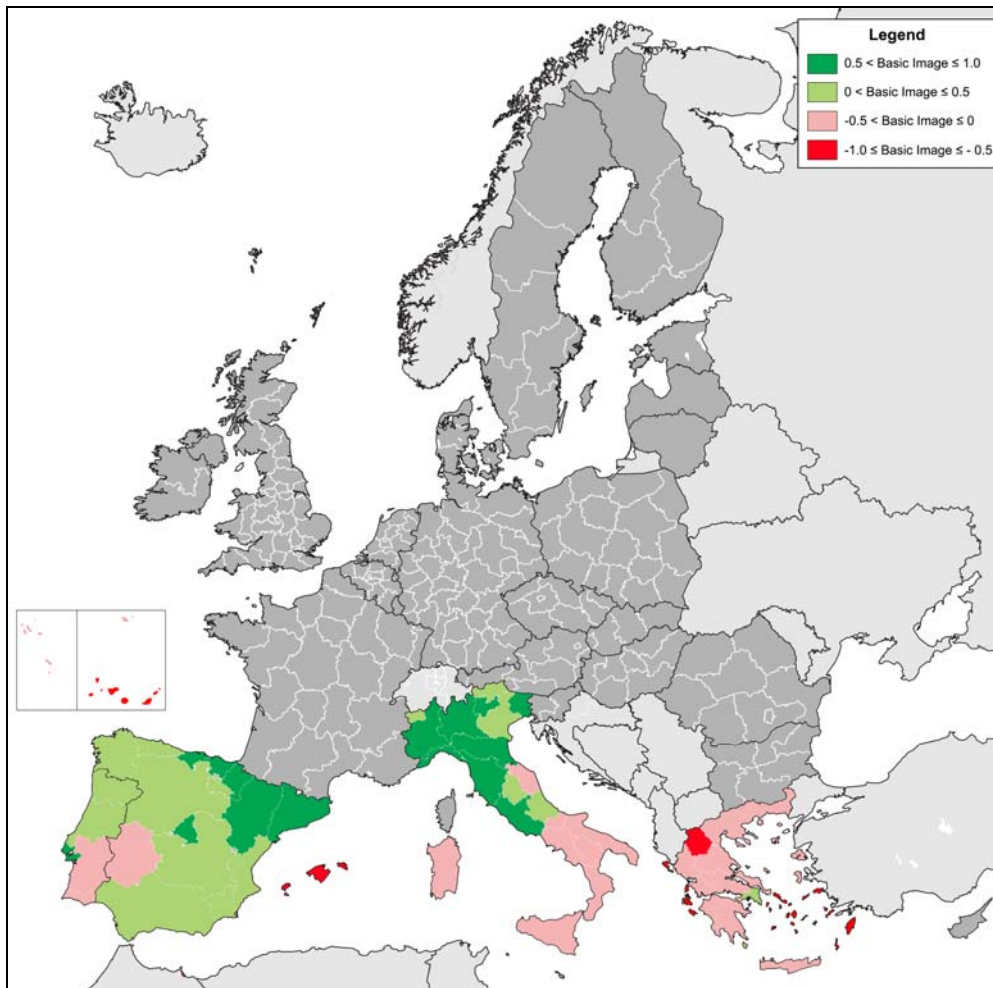 Legend
0.5 < Basic Image ≤ 1.0
0 < Basic Image ≤ 0.5
-0.5 < Basic Image ≤ 0
-1.0 ≤ Basic Image ≤ - 0.5